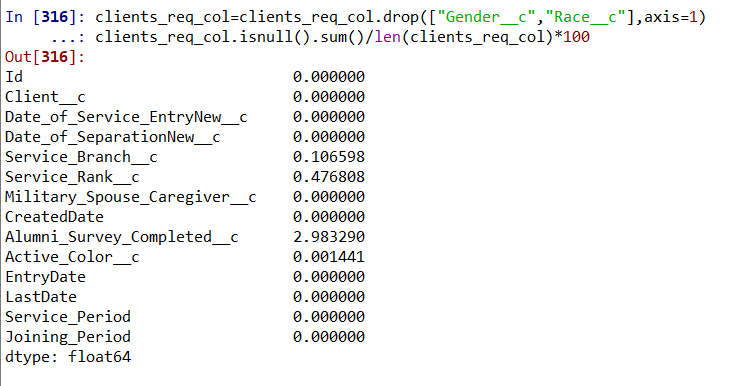 In [316]: clients_req_col=clients_req_col.drop(["Gender__c","Race__c"],axis=1)
...: clients_req_col.isnull().sum()/len(clients_req_col)*100
Out[316]:
Id 0.000000
Client__c 0.000000
Date_of_Service_EntryNew__c 0.000000
Date_of_SeparationNew__c 0.000000
Service_Branch__c 0.106598
Service_Rank__c 0.476808
Military_Spouse_Caregiver__c 0.000000
CreatedDate 0.000000
Alumni_Survey_Completed__c 2.983290
Active_Color__c 0.001441
EntryDate 0.000000
LastDate 0.000000
Service_Period 0.000000
Joining_Period 0.000000
dtype: float64